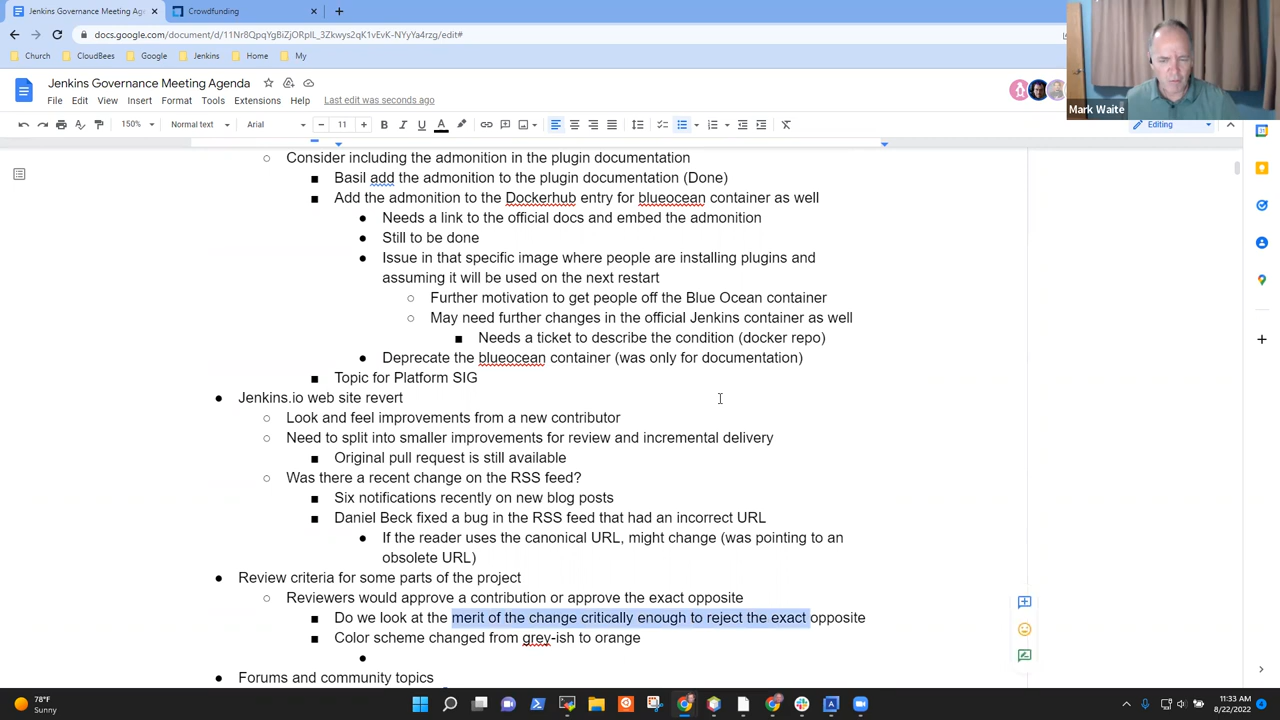 Jenkins Governance Meeting Age
Crowdfunding
docs.google.com/document/d/11Nr8QpqYgBiZjORpIL_3Zkwys2qK1vEvK-NYyYa4rzg/edit#
Church
CloudBees
Google
Jenkins
Home
My
Jenkins Governance Meeting Agenda
File Edit View Insert Format Tools Extensions Help Last edit was seconds ago
150% Normal text Arial 11 Editing
Mark Waite
Consider including the admonition in the plugin documentation
Basil add the admonition to the plugin documentation (Done)
Add the admonition to the Dockerhub entry for blueocean container as well
Needs a link to the official docs and embed the admonition
Still to be done
Issue in that specific image where people are installing plugins and
assuming it will be used on the next restart
Further motivation to get people off the Blue Ocean container
May need further changes in the official Jenkins container as well
Needs a ticket to describe the condition (docker repo)
Deprecate the blueocean container (was only for documentation)
Topic for Platform SIG
Jenkins.io web site revert
Look and feel improvements from a new contributor
Need to split into smaller improvements for review and incremental delivery
Original pull request is still available
Was there a recent change on the RSS feed?
Six notifications recently on new blog posts
Daniel Beck fixed a bug in the RSS feed that had an incorrect URL
If the reader uses the canonical URL, might change (was pointing to an
obsolete URL)
Review criteria for some parts of the project
Reviewers would approve a contribution or approve the exact opposite
Do we look at the merit of the change critically enough to reject the exact opposite
Color scheme changed from grey-ish to orange
Forums and community topics
78°F
Sunny
11:33 AM
8/22/2022